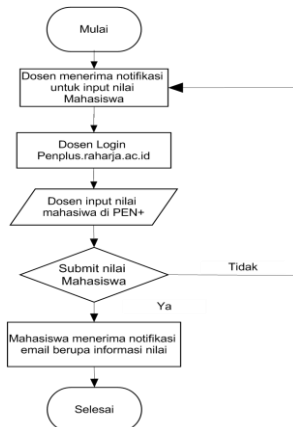 Mulai
Dosen menerima notifikasi
untuk input nilai
Mahasiswa
Dosen Login
Penplus.raharja.ac.id
Dosen input nilai
mahasiwa di PEN+
Submit nilai
Mahasiswa
Tidak
Ya
Mahasiswa menerima notifikasi
email berupa informasi nilai
Selesai